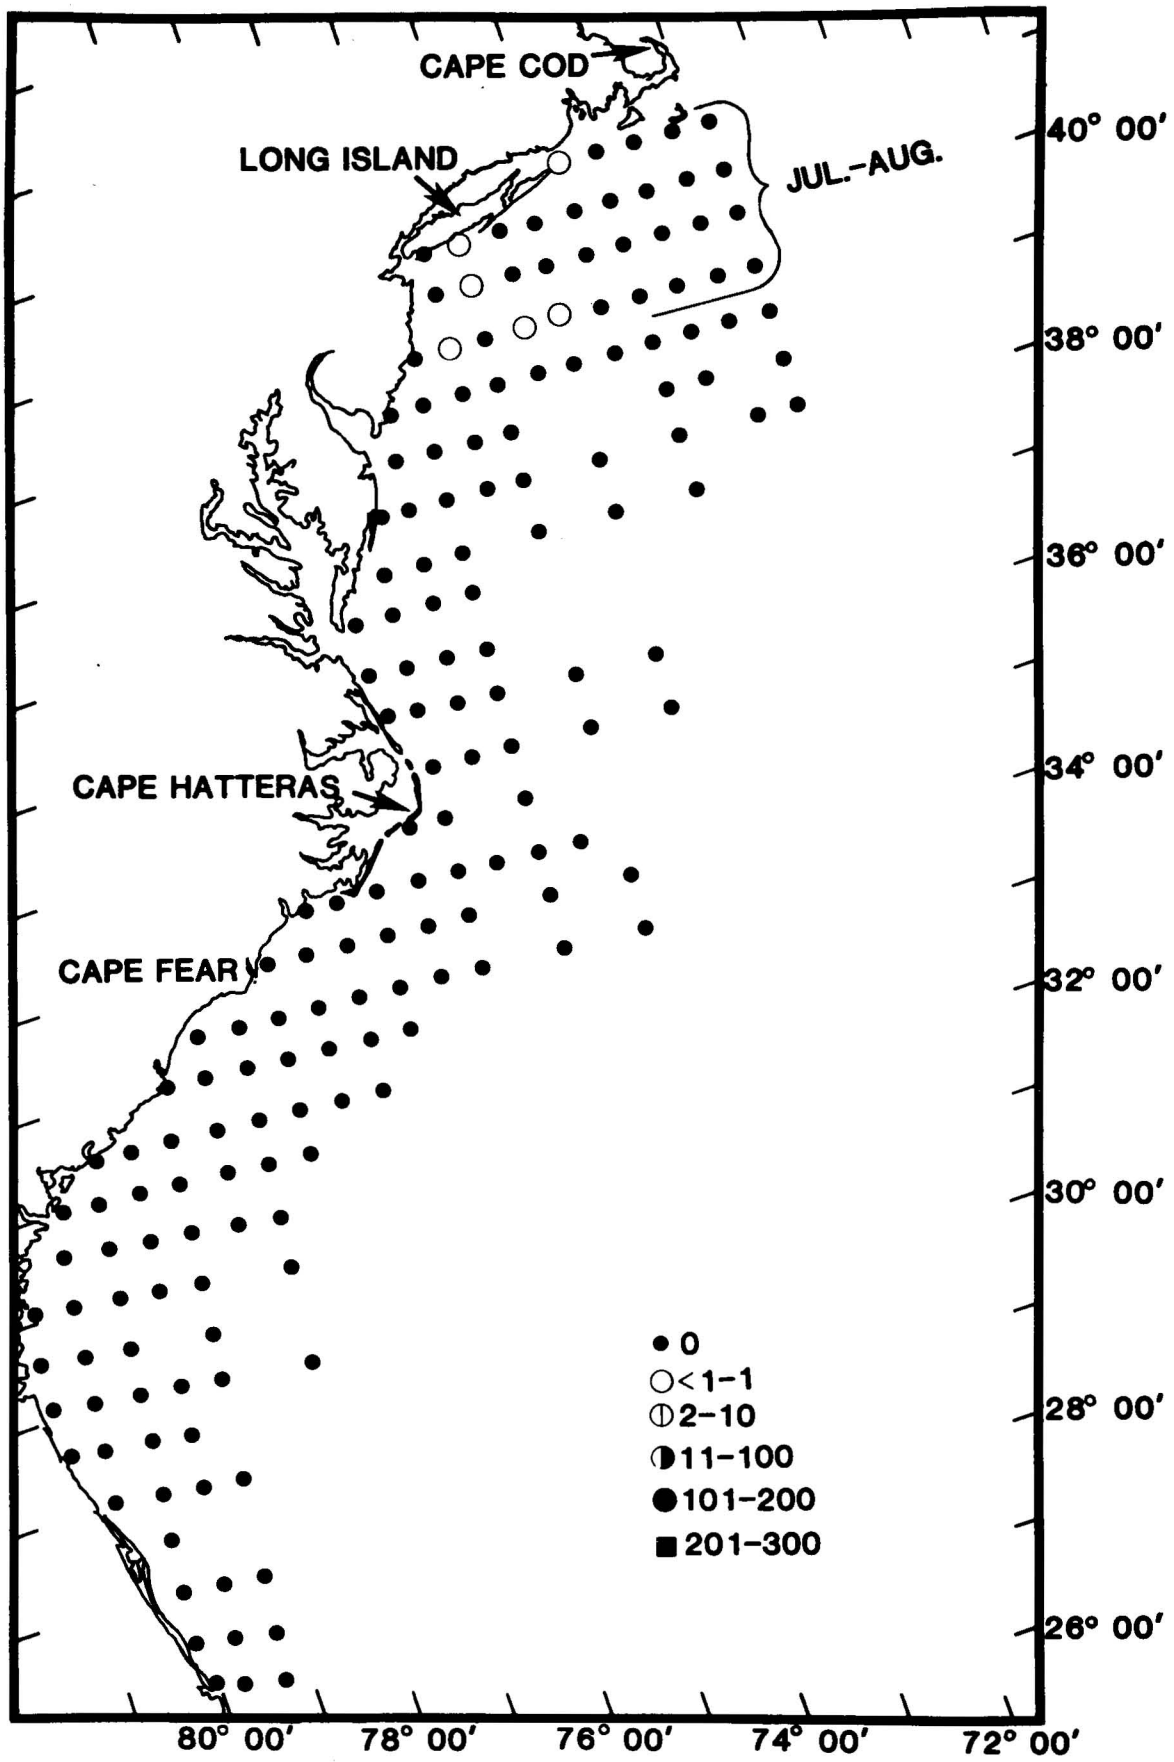 CAPE COD
40° 00′
LONG ISLAND
JUL.-AUG.
38° 00′
36° 00′
34° 00′
CAPE HATTERAS
CAPE FEAR
32° 00′
30° 00′
0
<1-1
2-10
11-100
101-200
201-300
28° 00′
26° 00′
80° 00′ 78° 00′ 76° 00′ 74° 00′ 72° 00′